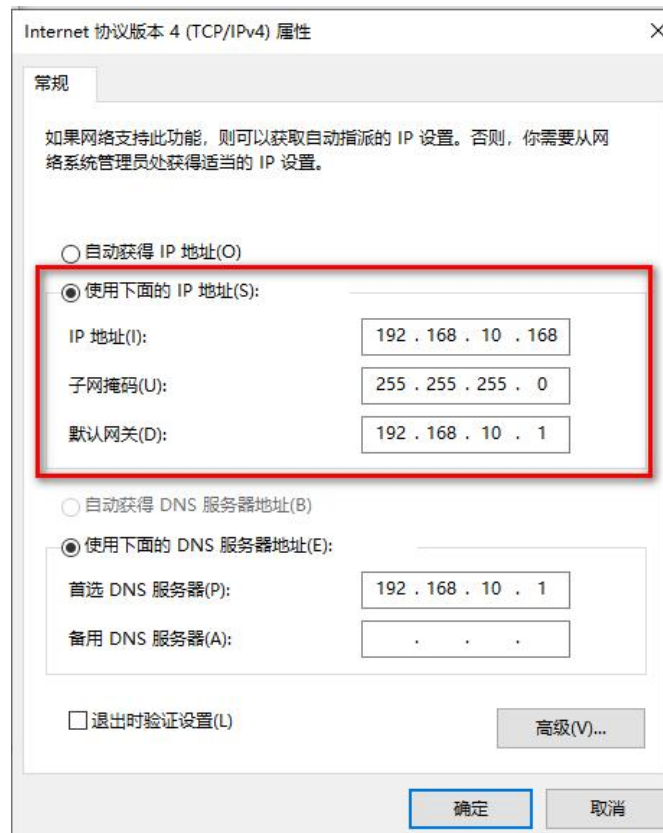 Internet 协议版本 4 (TCP/IPv4) 属性
常规
如果网络支持此功能，则可以获取自动指派的 IP 设置。否则，你需要从网
络系统管理员处获得适当的 IP 设置。
自动获得 IP 地址(O)
使用下面的 IP 地址(S):
IP 地址(I): 192 . 168 . 10 . 168
子网掩码(U): 255 . 255 . 255 . 0
默认网关(D): 192 . 168 . 10 . 1
自动获得 DNS 服务器地址(B)
使用下面的 DNS 服务器地址(E):
首选 DNS 服务器(P): 192 . 168 . 10 . 1
备用 DNS 服务器(A): . . .
退出时验证设置(L)
高级(V)...
确定 取消